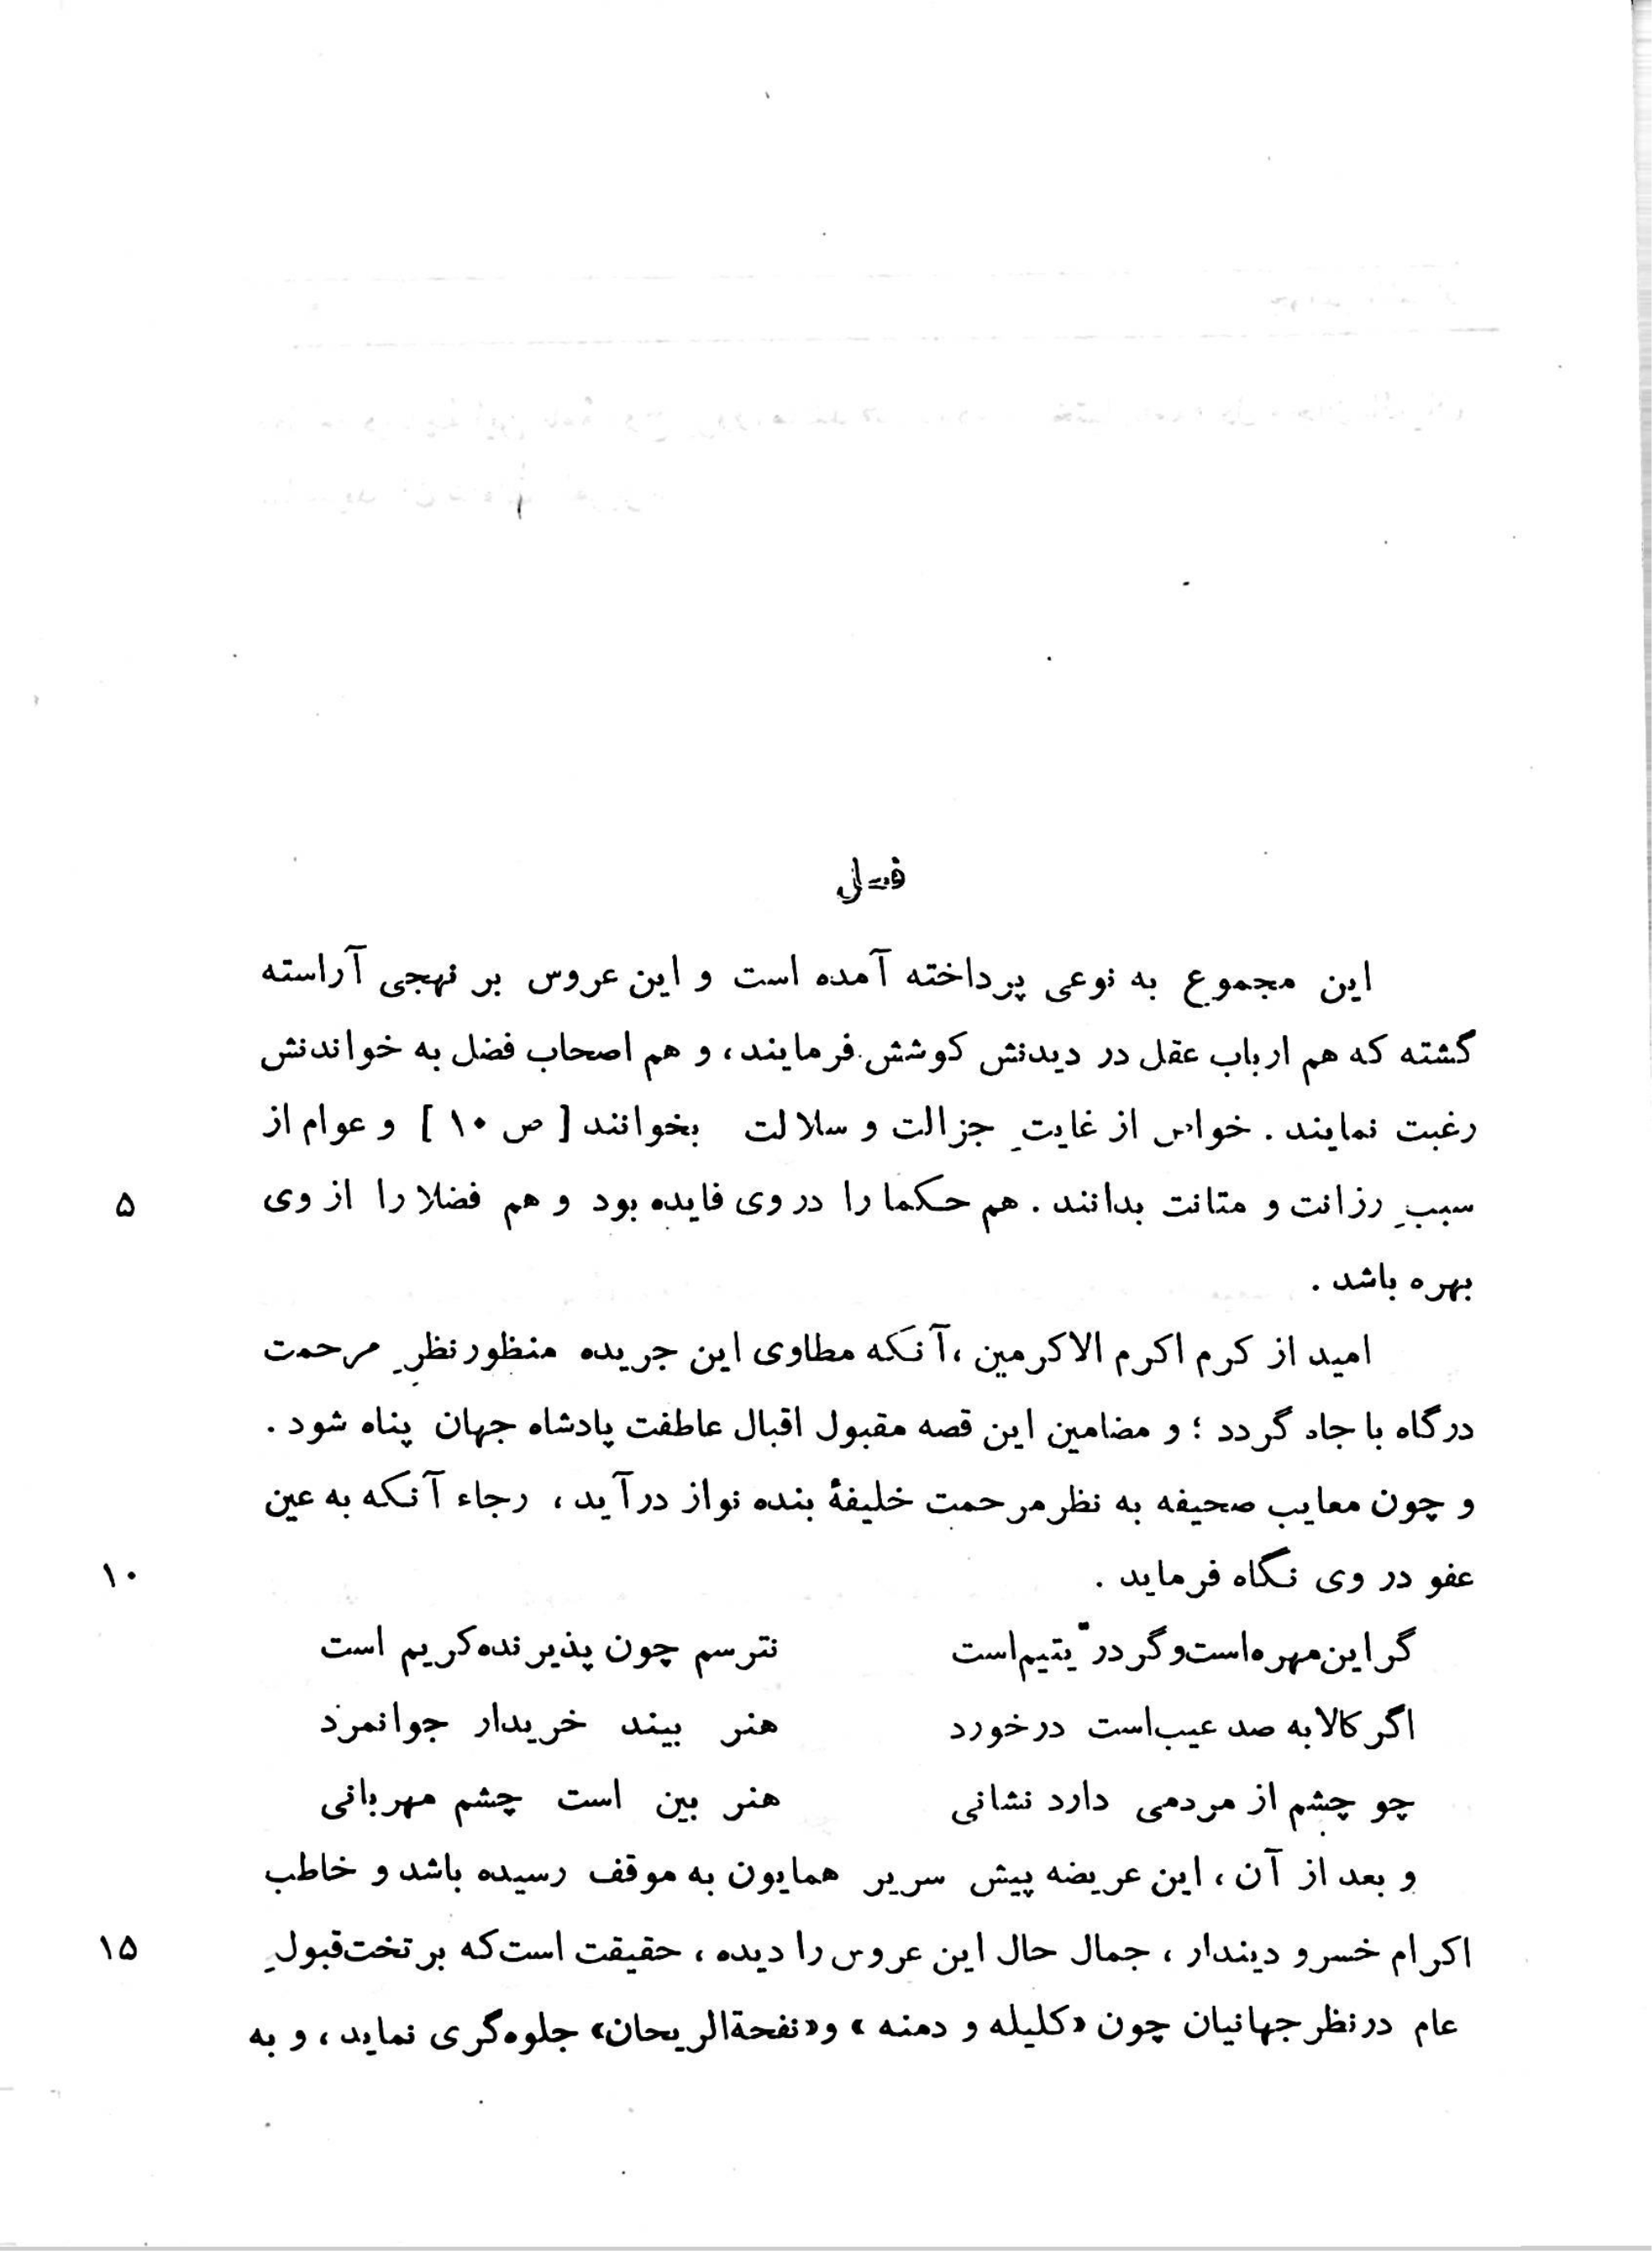 فصل
این مجموع به نوعی پرداخته آمده است و این عروس بر نهجی آراسته
گشته که هم ارباب عقل در دیدنش کوشش فرمایند، و هم اصحاب فضل به خواندنش
رغبت نمایند. خواص از غایتِ جزالت و سلالت بخوانند [ص ۱۰] و عوام از
سببِ رزانت و متانت بدانند. هم حکما را در وی فایده بود و هم فضلا را از وی
۵
بهره باشد.
امید از کرم اکرم الاکرمین، آنکه مطاوی این جریده منظور نظرِ مرحمت
درگاه با جاه گردد؛ و مضامین این قصه مقبول اقبال عاطفت پادشاه جهان پناه شود.
و چون معایب صحیفه به نظر مرحمت خلیفهٔ بنده نواز درآید، رجاء آنکه به عین
عفو در وی نگاه فرماید.
۱۰
گر این مهره است و گر درّ یتیم است نترسم چون پذیرنده کریم است
اگر کالا به صد عیب است درخورد هنر بیند خریدار جوانمرد
چو چشم از مردمی دارد نشانی هنر بین است چشم مهربانی
و بعد از آن، این عریضه پیش سریر همایون به موقف رسیده باشد و خاطب
اکرام خسرو دیندار، جمال حال این عروس را دیده، حقیقت است که بر تخت قبولِ
۱۵
عام در نظر جهانیان چون «کلیله و دمنه» و «نفحةالریحان» جلوه‌گری نماید، و به